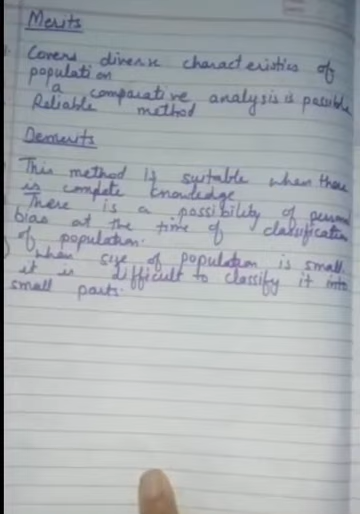 Merits
Covers diverse characteristics of
population
a comparative analysis is possible
Reliable method
Demerits
This method is suitable when there
is complete knowledge
There is a possibility of personal
bias at the time of classification
of population.
When size of population is small.
it is difficult to classify it into
small parts.